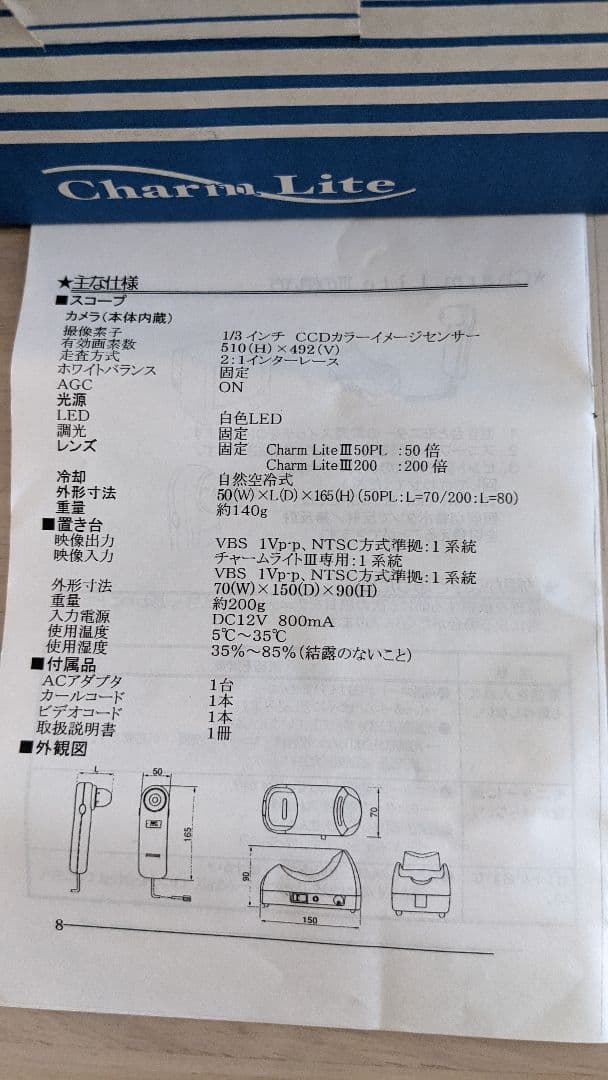 Charm Lite
★主な仕様
■スコープ
カメラ(本体内蔵)
撮像素子 1/3インチ CCDカラーイメージセンサー
有効画素数 510(H)×492(V)
走査方式 2:1インターレース
ホワイトバランス 固定
AGC ON
光源
LED 白色LED
調光 固定
レンズ 固定 Charm LiteⅢ50PL :50倍
Charm LiteⅢ200 :200倍
冷却 自然空冷式
外形寸法 50(W)×L(D)×165(H)(50PL:L=70/200:L=80)
重量 約140g
■置き台
映像出力 VBS 1Vp-p、NTSC方式準拠:1系統
映像入力 チャームライトⅢ専用:1系統
VBS 1Vp-p、NTSC方式準拠:1系統
外形寸法 70(W)×150(D)×90(H)
重量 約200g
入力電源 DC12V 800mA
使用温度 5℃～35℃
使用湿度 35%～85%(結露のないこと)
■付属品
ACアダプタ 1台
カールコード 1本
ビデオコード 1本
取扱説明書 1冊
■外観図
L
50
165
70
90
150
8